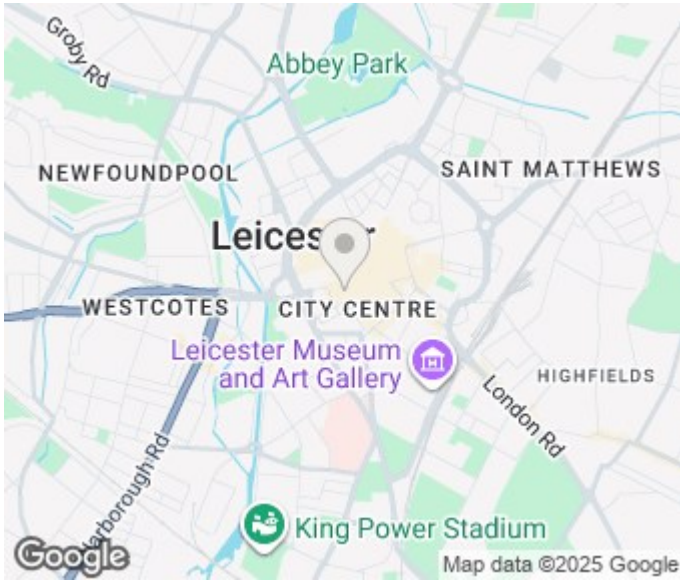 Groby Rd
Abbey Park
NEWFOUNDPOOL
SAINT MATTHEWS
Leicester
WESTCOTES
CITY CENTRE
Leicester Museum
and Art Gallery
HIGHFIELDS
London Rd
Narborough Rd
King Power Stadium
Google
Map data ©2025 Google